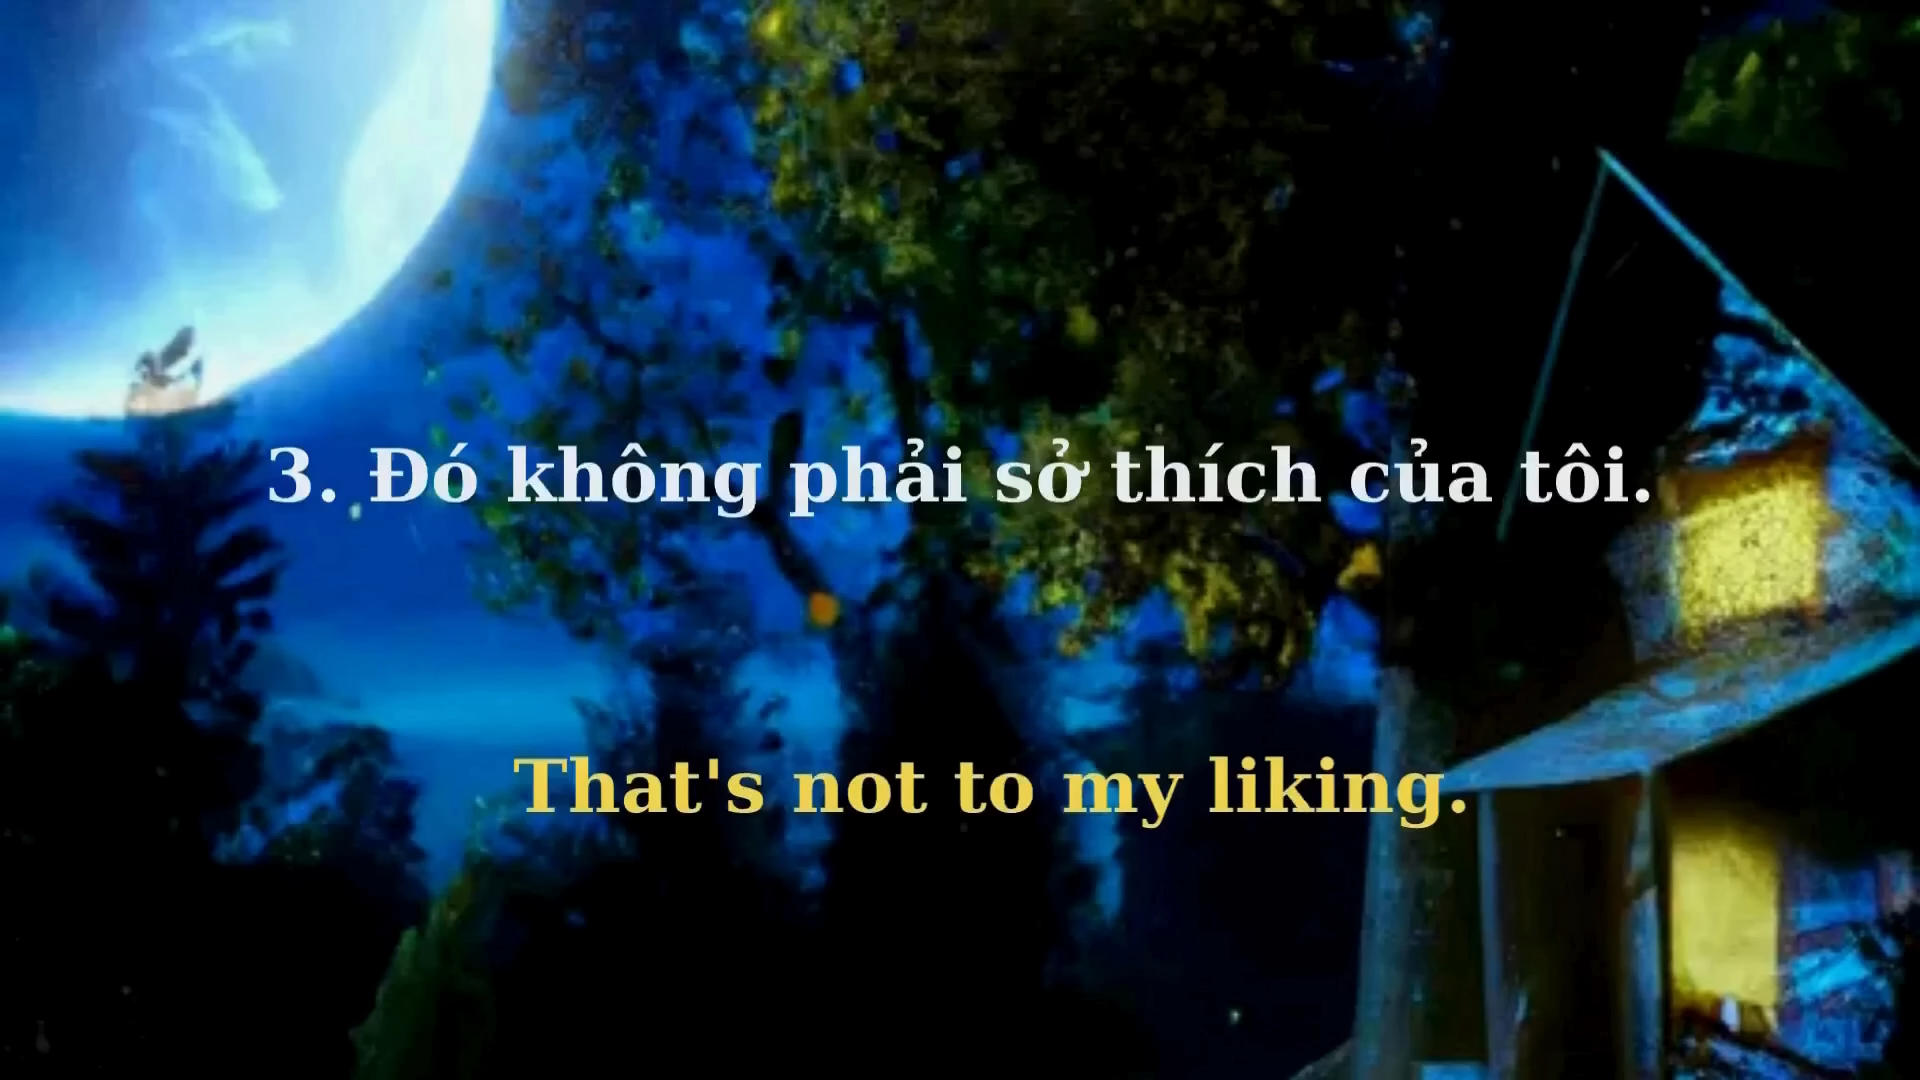 3. Đó không phải sở thích của tôi.
That's not to my liking.